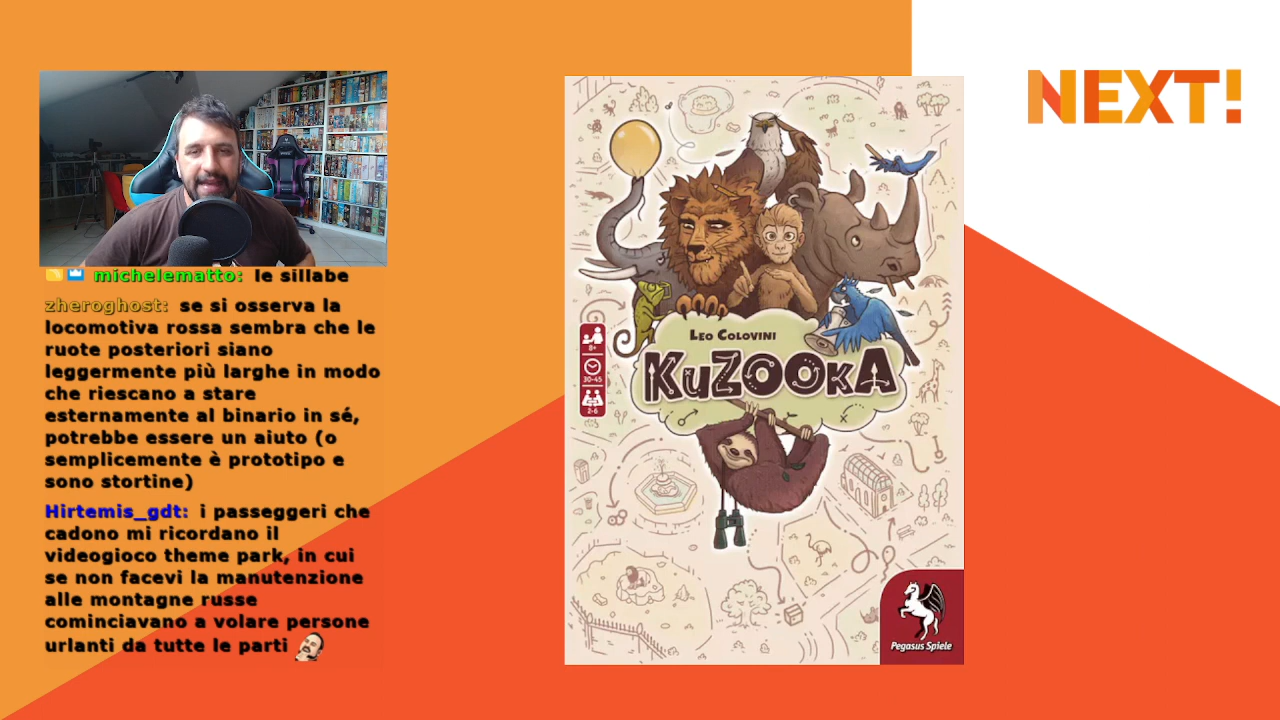 NEXT!
michelematto: le sillabe
zheroghost: se si osserva la
locomotiva rossa sembra che le
ruote posteriori siano
leggermente più larghe in modo
che riescano a stare
esternamente al binario in sé,
potrebbe essere un aiuto (o
semplicemente è prototipo e
sono stortine)
Hirtemis_gdt: i passeggeri che
cadono mi ricordano il
videogioco theme park, in cui
se non facevi la manutenzione
alle montagne russe
cominciavano a volare persone
urlanti da tutte le parti
LEO COLOVINI
KuZOOkA
8+
30-45
2-6
Pegasus Spiele